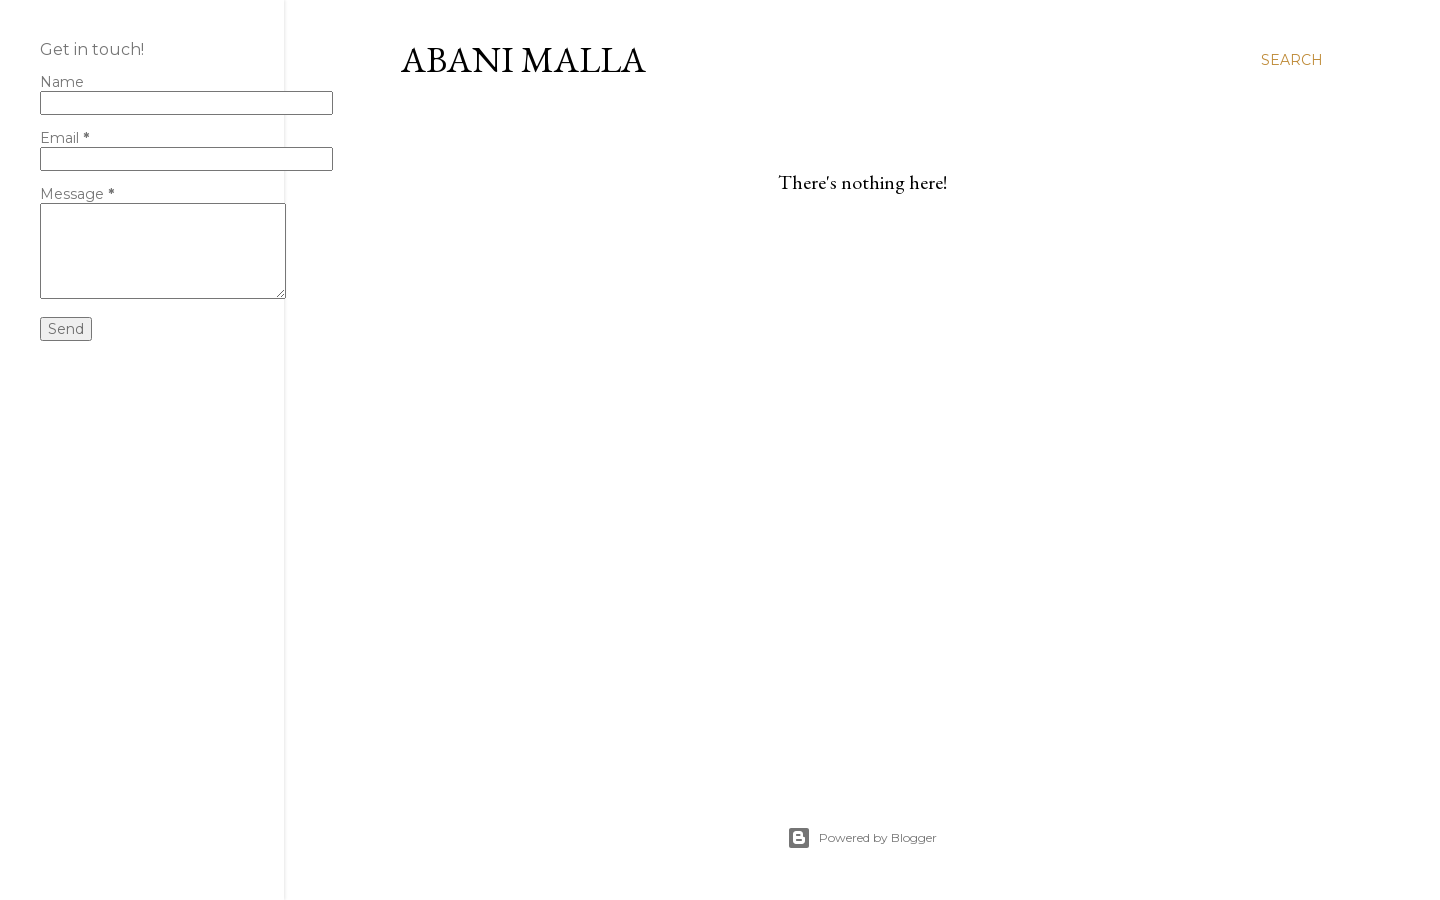 Get in touch!
Name
Email *
Message *
Send
ABANI MALLA
SEARCH
There's nothing here!
Powered by Blogger